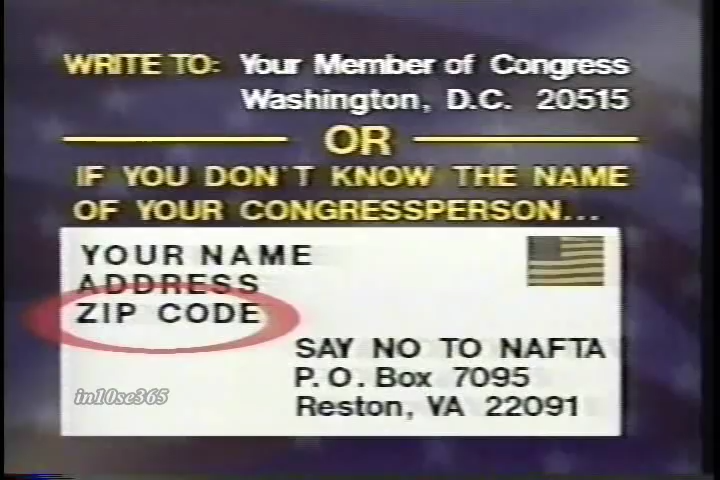 WRITE TO: Your Member of Congress
Washington, D.C. 20515
OR
IF YOU DON'T KNOW THE NAME
OF YOUR CONGRESSPERSON...
YOUR NAME
ADDRESS
ZIP CODE
SAY NO TO NAFTA
P.O. Box 7095
Reston, VA 22091
in10se365